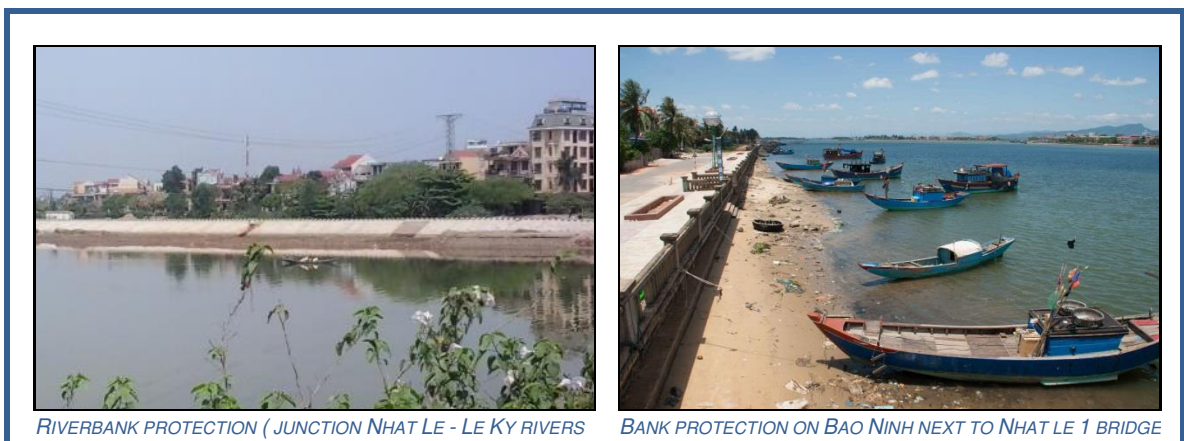 RIVERBANK PROTECTION ( JUNCTION NHAT LE - LE KY RIVERS
BANK PROTECTION ON BAO NINH NEXT TO NHAT LE 1 BRIDGE